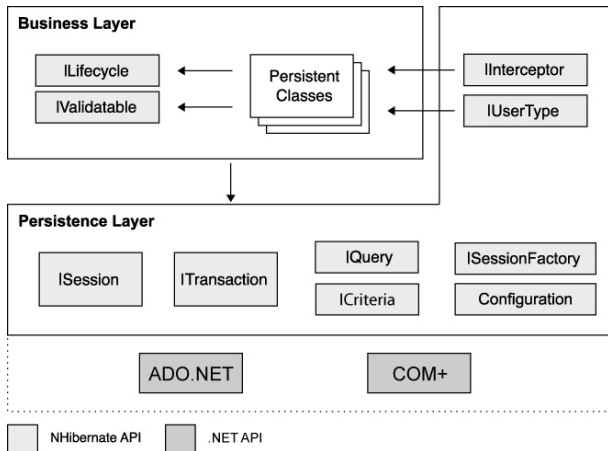 Business Layer
ILifecycle
IValidatable
Persistent
Classes
IInterceptor
IUserType
Persistence Layer
ISession
ITransaction
IQuery
ICriteria
ISessionFactory
Configuration
ADO.NET
COM+
NHibernate API
.NET API